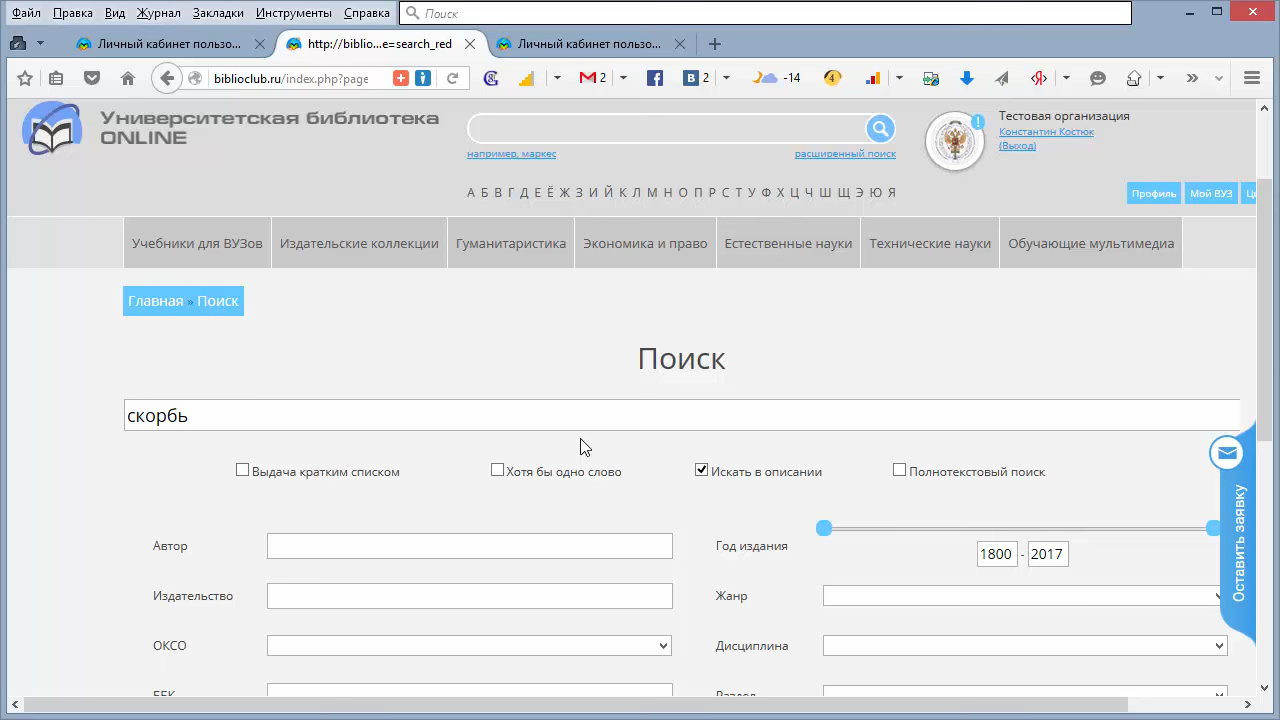 Файл Правка Вид Журнал Закладки Инструменты Справка Поиск
Личный кабинет пользо... http://biblio...e=search_red Личный кабинет пользо...
biblioclub.ru/index.php?page 2 В 2 -14 4 Я
Университетская библиотека
ONLINE
например, маркес расширенный поиск
Тестовая организация
Константин Костюк
(Выход)
А Б В Г Д Е Ё Ж З И Й К Л М Н О П Р С Т У Ф Х Ц Ч Ш Щ Э Ю Я
Профиль Мой ВУЗ
Учебники для ВУЗов Издательские коллекции Гуманитаристика Экономика и право Естественные науки Технические науки Обучающие мультимедиа
Главная » Поиск
Поиск
скорбь
Выдача кратким списком Хотя бы одно слово Искать в описании Полнотекстовый поиск
Автор Год издания
1800 - 2017
Издательство Жанр
ОКСО Дисциплина
ББК Раздел
Оставить заявку